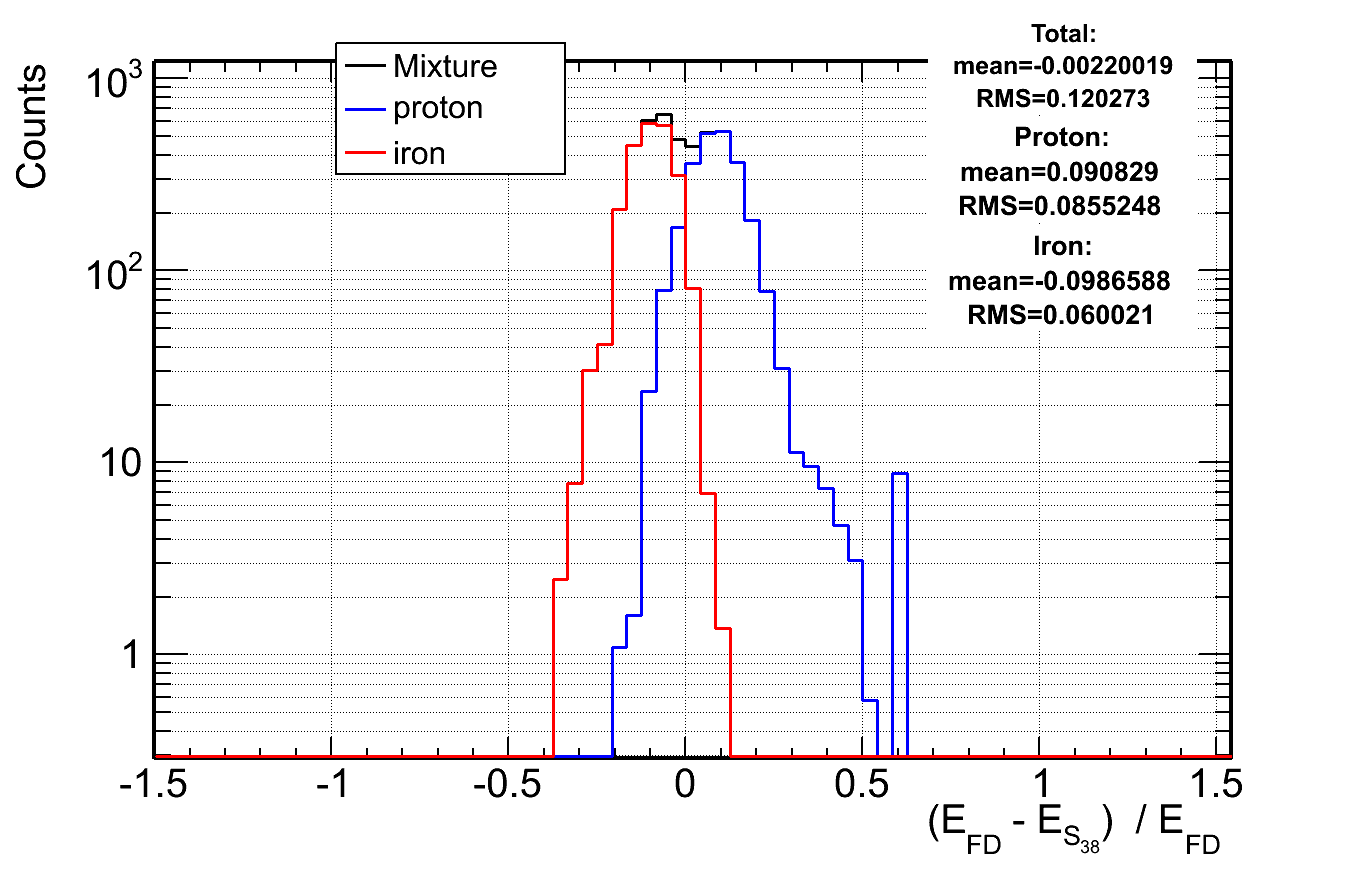 Counts
10³
10²
10
1
Mixture
proton
iron
Total:
mean=-0.00220019
RMS=0.120273
Proton:
mean=0.090829
RMS=0.0855248
Iron:
mean=-0.0986588
RMS=0.060021
-1.5 -1 -0.5 0 0.5 1 1.5
(E_FD - E_S_38) / E_FD